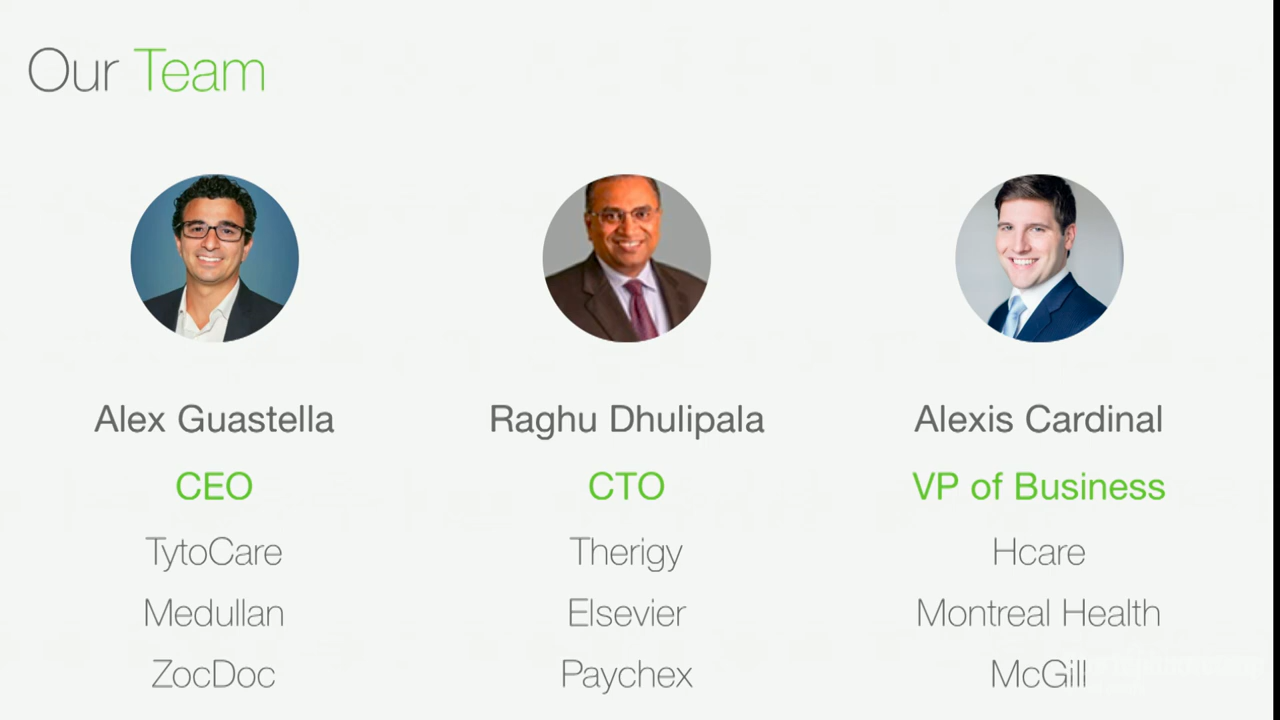 Our Team
Alex Guastella
CEO
TytoCare
Medullan
ZocDoc
Raghu Dhulipala
CTO
Therigy
Elsevier
Paychex
Alexis Cardinal
VP of Business
Hcare
Montreal Health
McGill